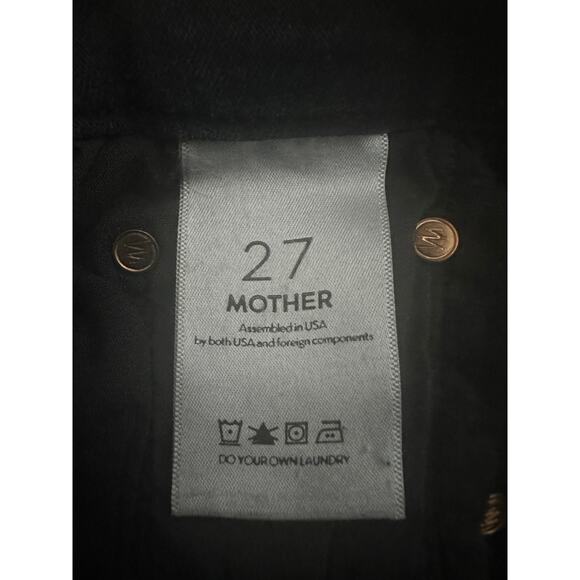 27
MOTHER
Assembled in USA
by both USA and foreign components
DO YOUR OWN LAUNDRY